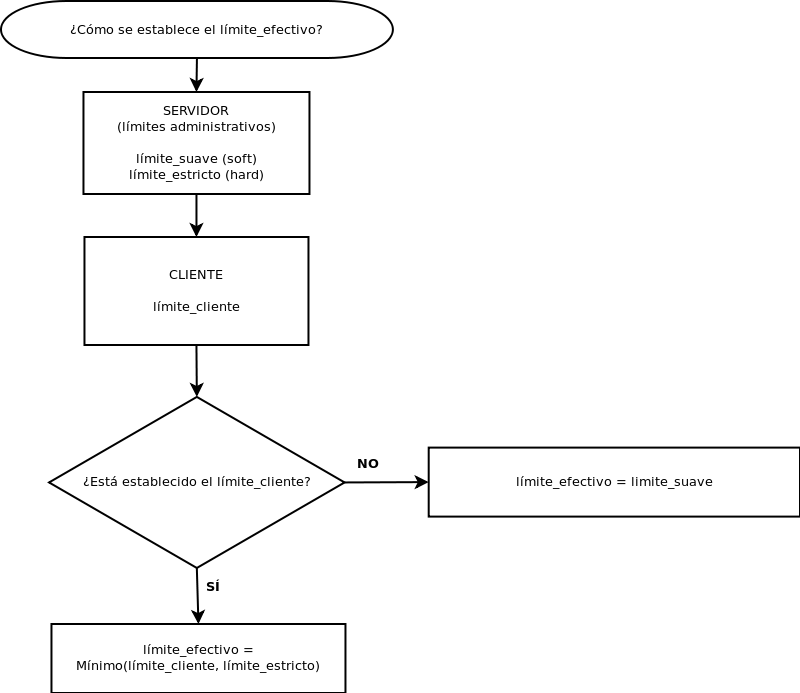 ¿Cómo se establece el límite_efectivo?
SERVIDOR
(límites administrativos)
límite_suave (soft)
límite_estricto (hard)
CLIENTE
límite_cliente
¿Está establecido el límite_cliente?
NO
límite_efectivo = limite_suave
SÍ
límite_efectivo =
Mínimo(límite_cliente, límite_estricto)